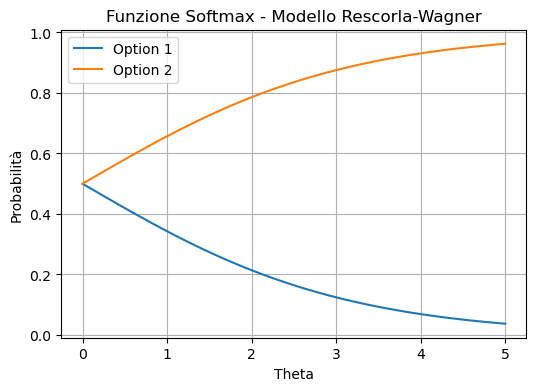 Funzione Softmax - Modello Rescorla-Wagner
Option 1
Option 2
Probabilità
1.0
0.8
0.6
0.4
0.2
0.0
0 1 2 3 4 5
Theta